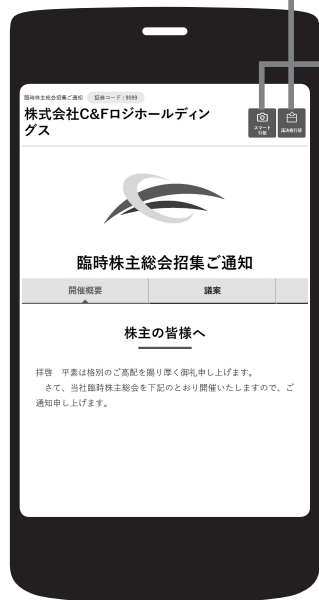 臨時株主総会招集ご通知 証券コード:9099
株式会社C&Fロジホールディン
グス
スマート
行使
議決権行使
臨時株主総会招集ご通知
開催概要 議案
株主の皆様へ
拝啓　平素は格別のご高配を賜り厚く御礼申し上げます。
　さて、当社臨時株主総会を下記のとおり開催いたしますので、ご
通知申し上げます。